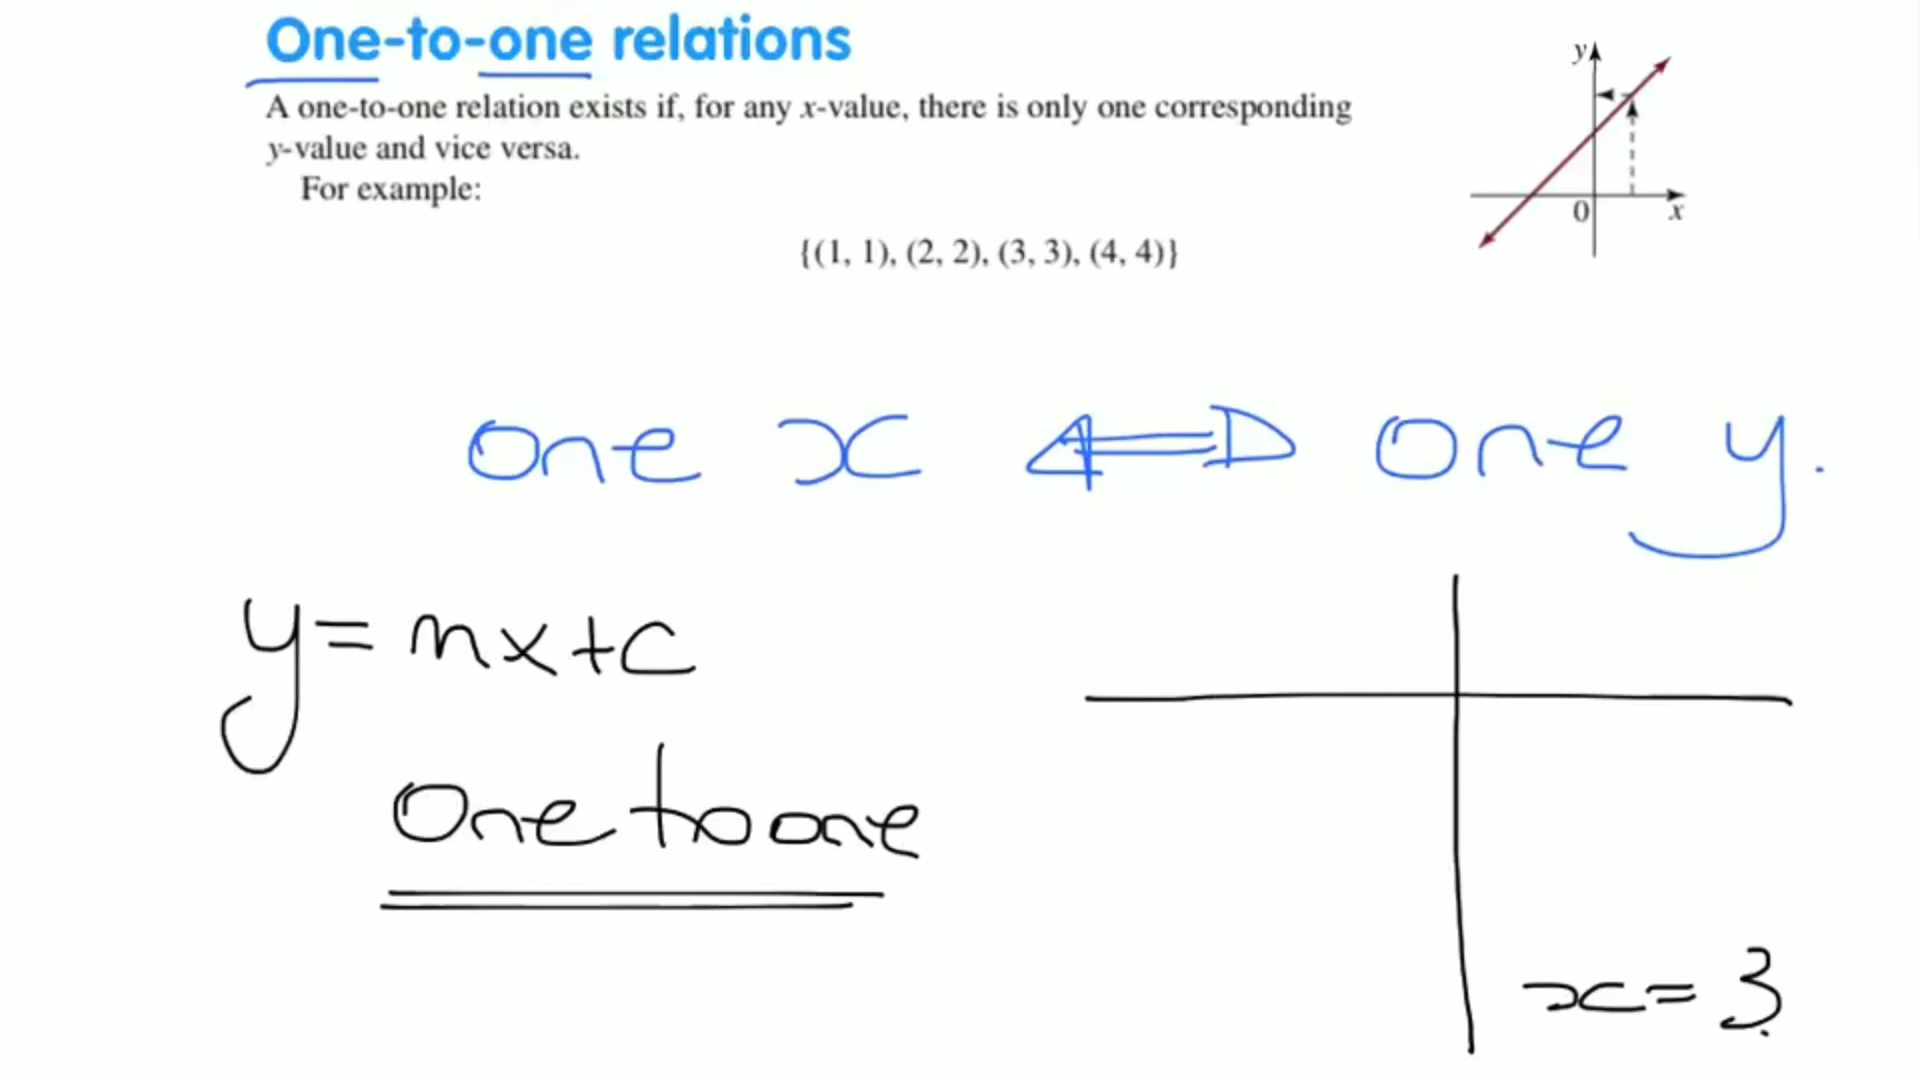 One-to-one relations
A one-to-one relation exists if, for any x-value, there is only one corresponding
y-value and vice versa.
For example:
{(1, 1), (2, 2), (3, 3), (4, 4)}
y
0
x
one x ⇔ one y.
y = mx+c
One to one
x = 3